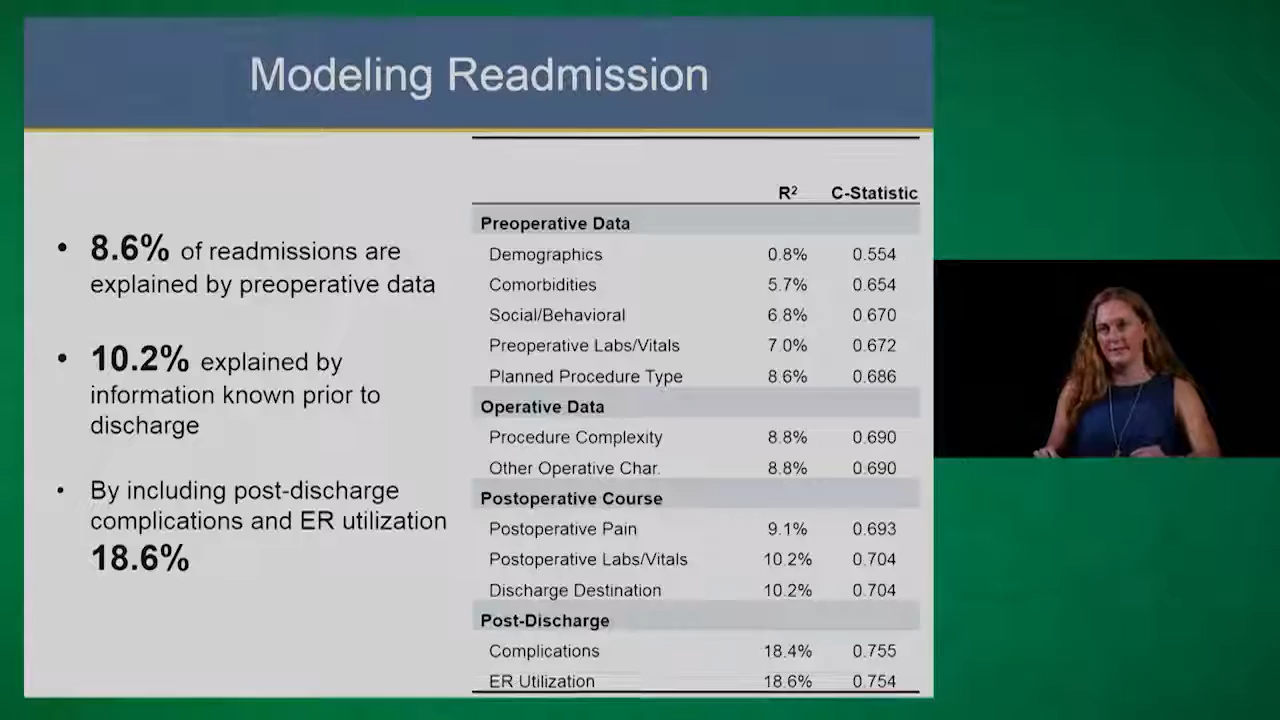 Modeling Readmission
• 8.6% of readmissions are
explained by preoperative data
• 10.2% explained by
information known prior to
discharge
• By including post-discharge
complications and ER utilization
18.6%
R² C-Statistic
Preoperative Data
Demographics 0.8% 0.554
Comorbidities 5.7% 0.654
Social/Behavioral 6.8% 0.670
Preoperative Labs/Vitals 7.0% 0.672
Planned Procedure Type 8.6% 0.686
Operative Data
Procedure Complexity 8.8% 0.690
Other Operative Char. 8.8% 0.690
Postoperative Course
Postoperative Pain 9.1% 0.693
Postoperative Labs/Vitals 10.2% 0.704
Discharge Destination 10.2% 0.704
Post-Discharge
Complications 18.4% 0.755
ER Utilization 18.6% 0.754